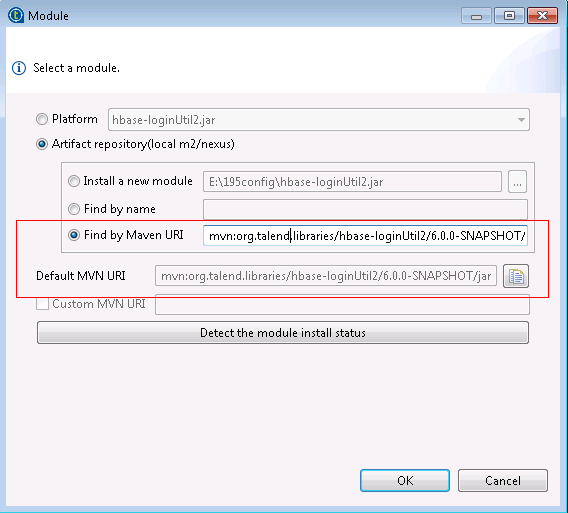 Module
Select a module.
Platform hbase-loginUtil2.jar
Artifact repository(local m2/nexus)
Install a new module E:\195config\hbase-loginUtil2.jar ...
Find by name
Find by Maven URI mvn:org.talend.libraries/hbase-loginUtil2/6.0.0-SNAPSHOT/
Default MVN URI mvn:org.talend.libraries/hbase-loginUtil2/6.0.0-SNAPSHOT/jar
Custom MVN URI
Detect the module install status
OK Cancel